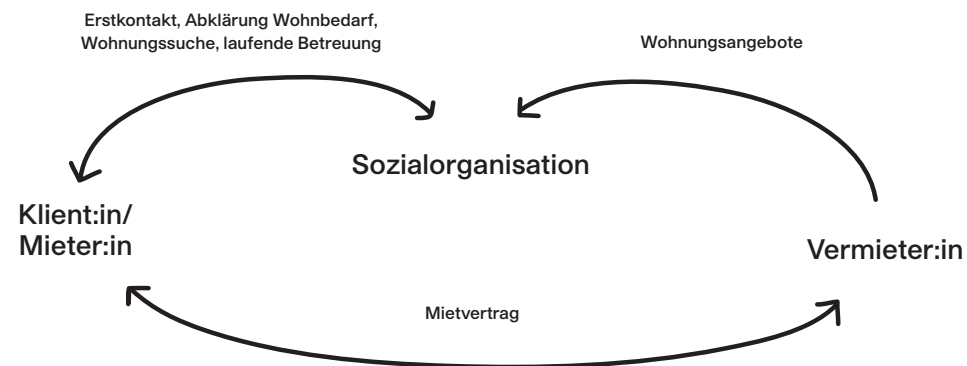 Erstkontakt, Abklärung Wohnbedarf,
Wohnungssuche, laufende Betreuung
Wohnungsangebote
Sozialorganisation
Klient:in/
Mieter:in
Vermieter:in
Mietvertrag